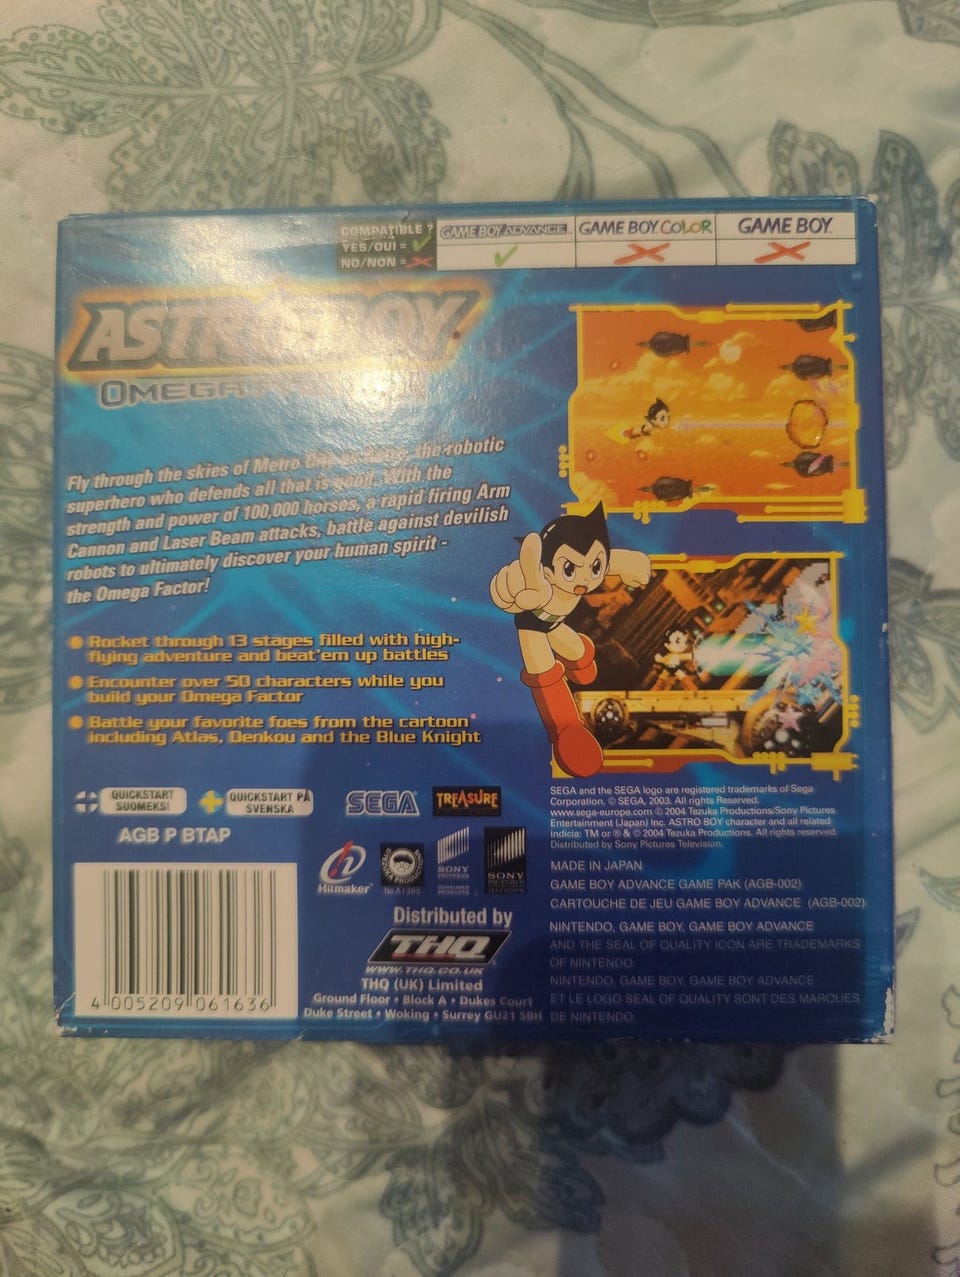 COMPATIBLE ?
YES/OUI =
NO/NON =
GAME BOY ADVANCE
GAME BOY COLOR
GAME BOY
ASTRO BOY
OMEGA
Fly through the skies of Metro the robotic
superhero who defends all that is good. With the
strength and power of 100,000 horses, a rapid firing Arm
Cannon and Laser Beam attacks, battle against devilish
robots to ultimately discover your human spirit -
the Omega Factor!
Rocket through 13 stages filled with high-
flying adventure and beat'em up battles
Encounter over 50 characters while you
build your Omega Factor
Battle your favorite foes from the cartoon
including Atlas, Denkou and the Blue Knight
QUICKSTART
SUOMEKSI
QUICKSTART PÅ
SVENSKA
AGB P BTAP
SEGA
TREASURE
Hitmaker
TEZUKA PRODUCTIONS
SONY
PICTURES
CONSUMER
PRODUCTS
SONY
PICTURES
TELEVISION
Distributed by
THQ
WWW.THQ.CO.UK
THQ (UK) Limited
Ground Floor • Block A • Dukes Court
Duke Street • Woking • Surrey GU21 5BH
4 005209 061636
SEGA and the SEGA logo are registered trademarks of Sega
Corporation, © SEGA, 2003. All rights Reserved.
www.sega-europe.com © 2004 Tezuka Productions/Sony Pictures
Entertainment (Japan) Inc. ASTRO BOY character and all related
indicia: TM or ® & © 2004 Tezuka Productions. All rights reserved.
Distributed by Sony Pictures Television.
MADE IN JAPAN
GAME BOY ADVANCE GAME PAK (AGB-002)
CARTOUCHE DE JEU GAME BOY ADVANCE (AGB-002)
NINTENDO, GAME BOY, GAME BOY ADVANCE
AND THE SEAL OF QUALITY ICON ARE TRADEMARKS
OF NINTENDO.
NINTENDO, GAME BOY, GAME BOY ADVANCE
ET LE LOGO SEAL OF QUALITY SONT DES MARQUES
DE NINTENDO.